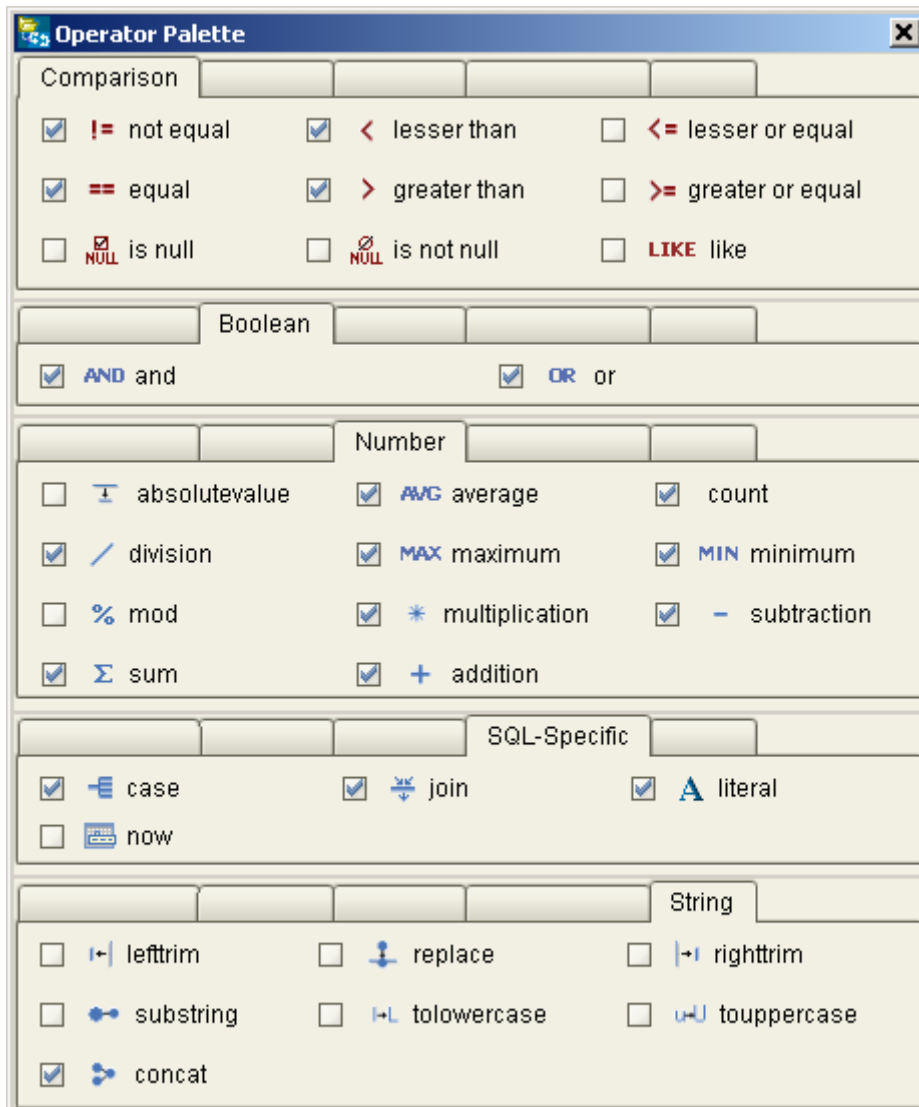 Operator Palette
Comparison
!= not equal < lesser than <= lesser or equal
== equal > greater than >= greater or equal
NULL is null NULL is not null LIKE like
Boolean
AND and OR or
Number
absolutevalue AVG average count
/ division MAX maximum MIN minimum
% mod * multiplication - subtraction
Σ sum + addition
SQL-Specific
case join A literal
now
String
lefttrim replace righttrim
substring L tolowercase u U touppercase
concat